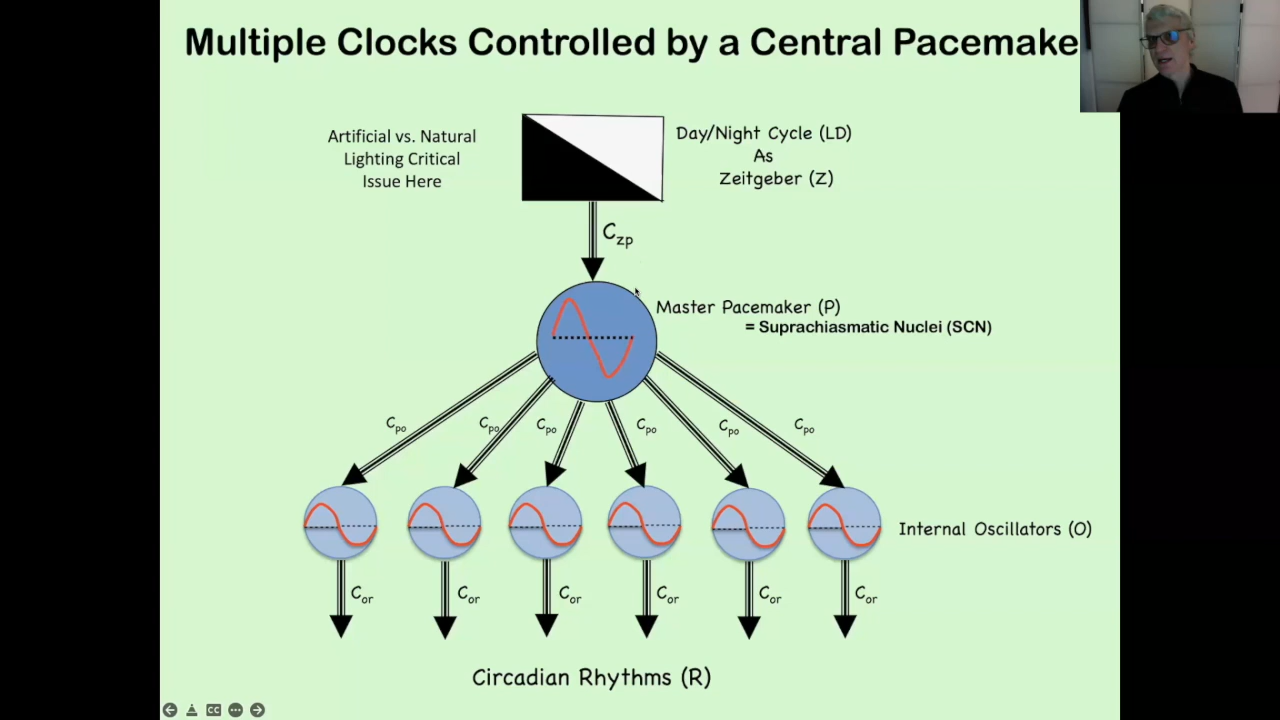 Multiple Clocks Controlled by a Central Pacemake
Artificial vs. Natural
Lighting Critical
Issue Here
Day/Night Cycle (LD)
As
Zeitgeber (Z)
Czp
Master Pacemaker (P)
= Suprachiasmatic Nuclei (SCN)
Cpo
Cpo
Cpo
Cpo
Cpo
Cpo
Internal Oscillators (O)
Cor
Cor
Cor
Cor
Cor
Cor
Circadian Rhythms (R)
CC